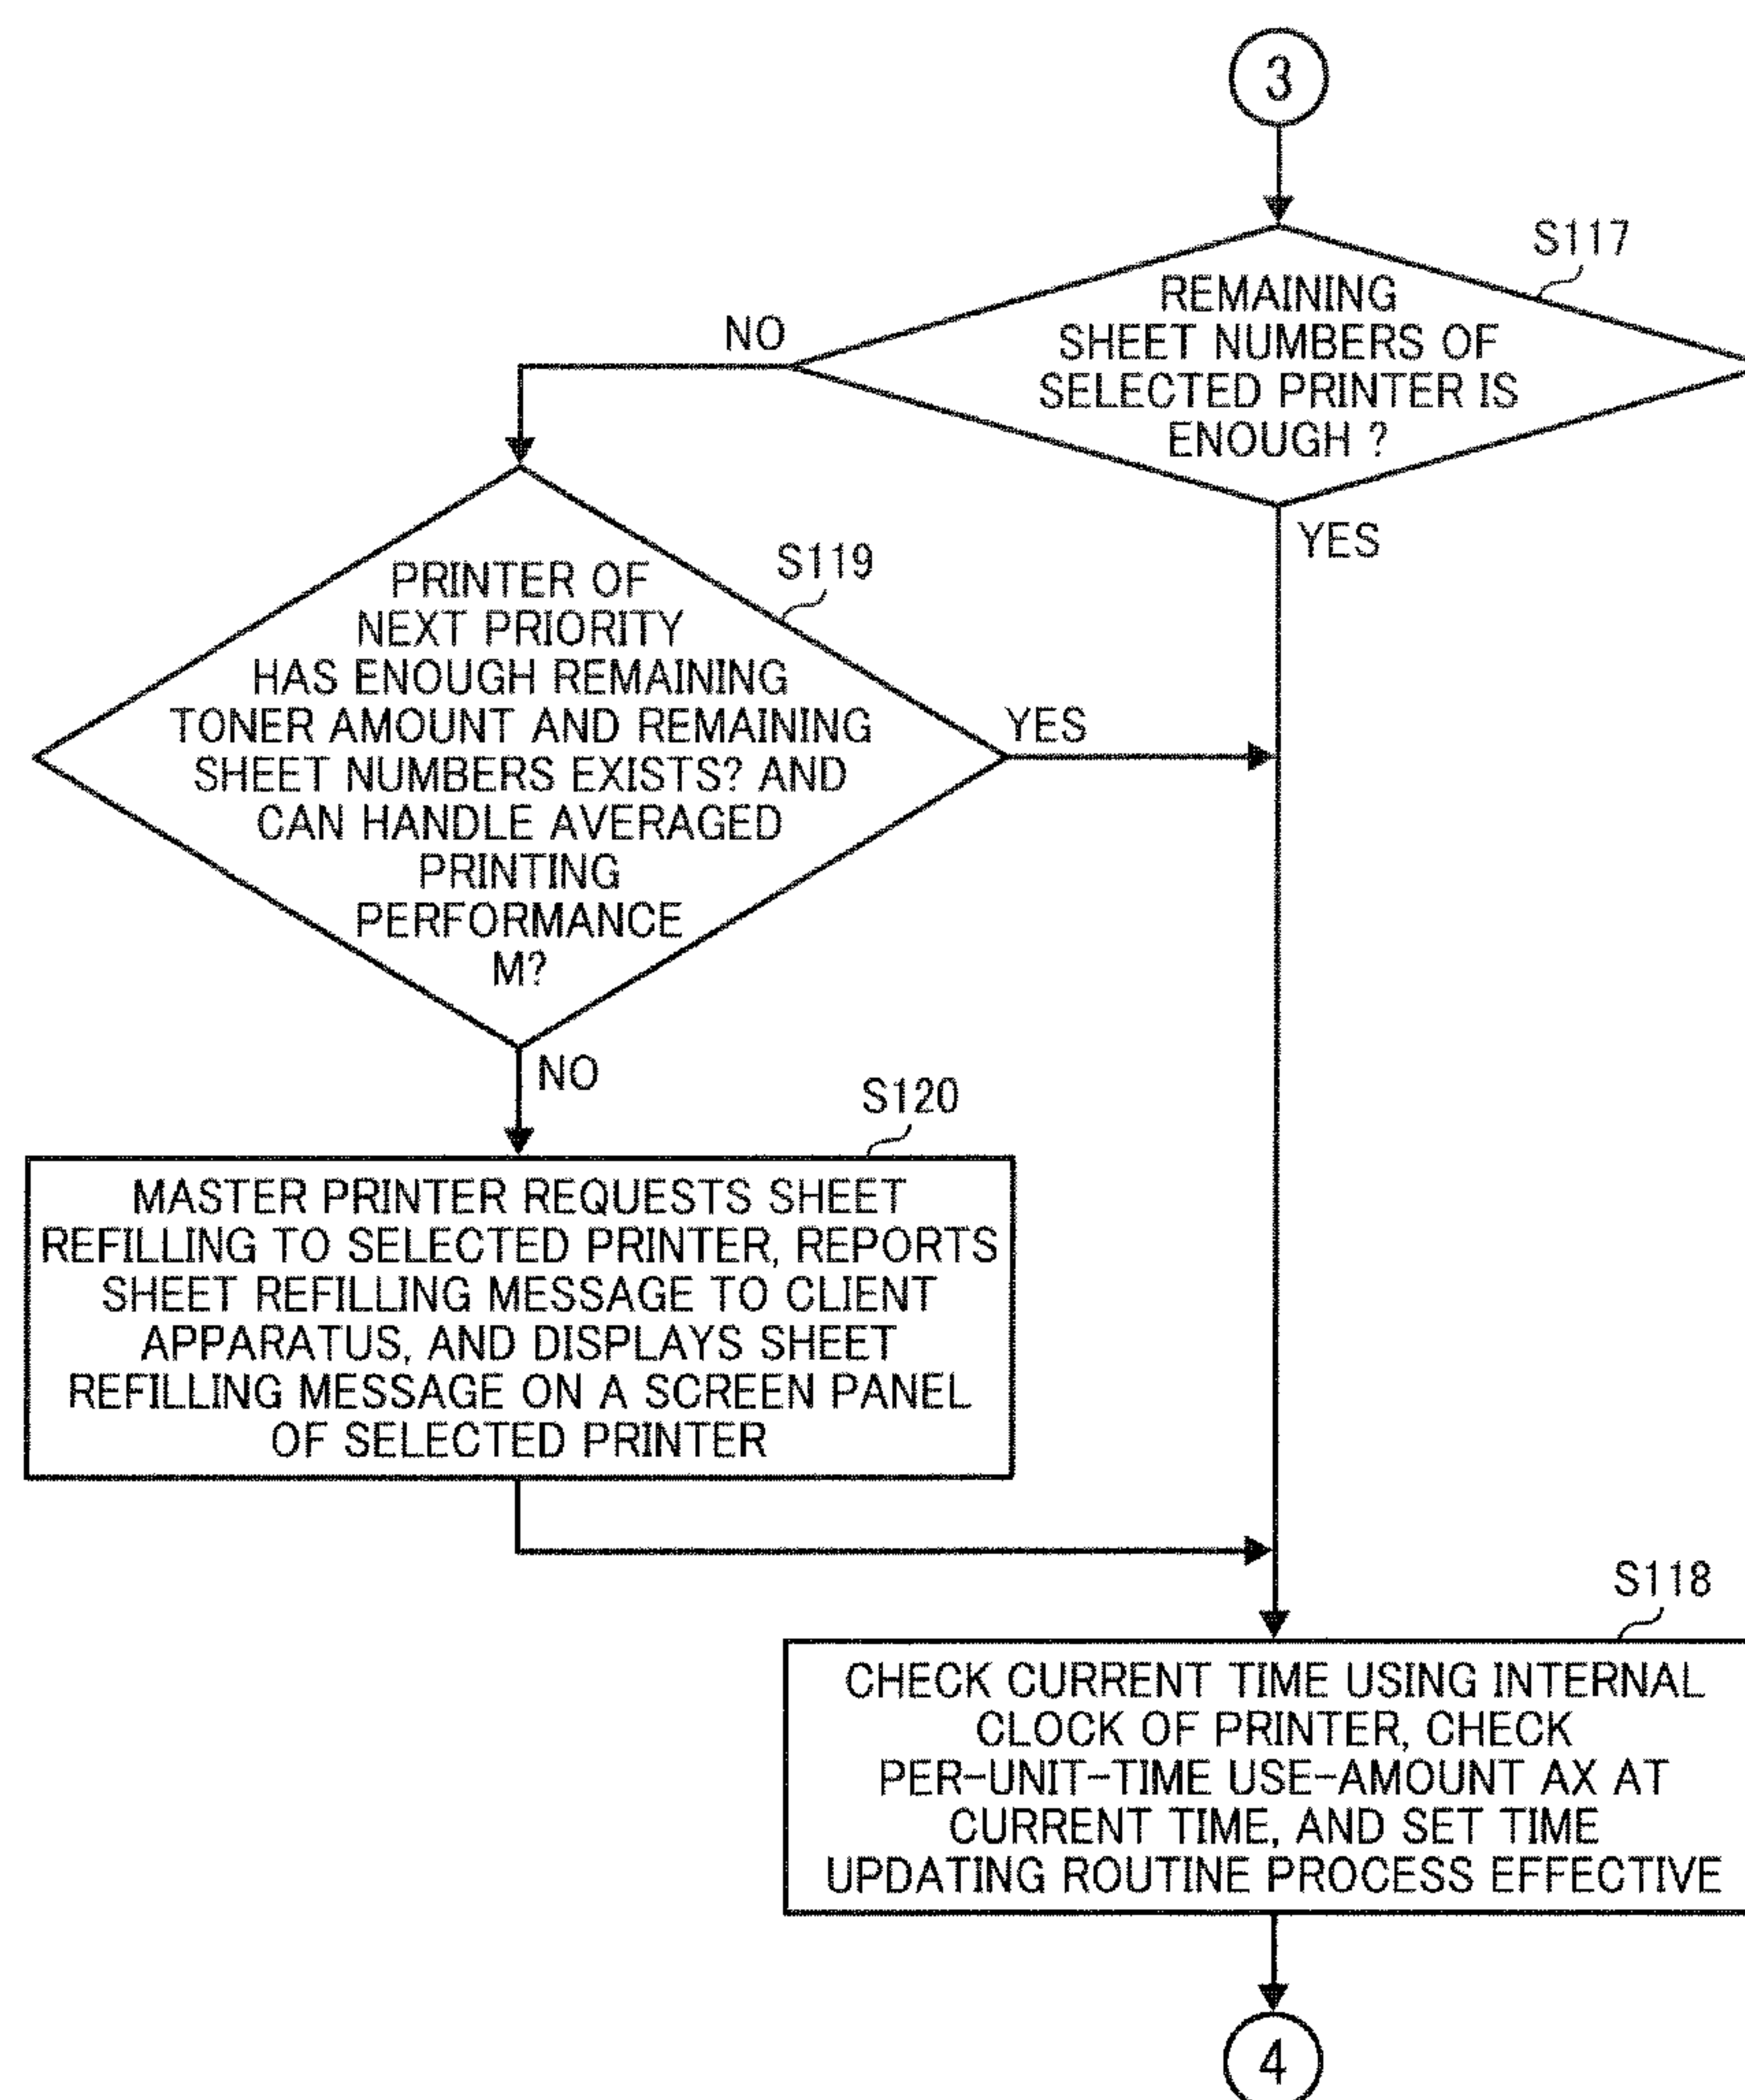 3
S117
REMAINING
SHEET NUMBERS OF
SELECTED PRINTER IS
ENOUGH ?
NO
YES
S119
PRINTER OF
NEXT PRIORITY
HAS ENOUGH REMAINING
TONER AMOUNT AND REMAINING
SHEET NUMBERS EXISTS? AND
CAN HANDLE AVERAGED
PRINTING
PERFORMANCE
M?
YES
NO
S120
MASTER PRINTER REQUESTS SHEET
REFILLING TO SELECTED PRINTER, REPORTS
SHEET REFILLING MESSAGE TO CLIENT
APPARATUS, AND DISPLAYS SHEET
REFILLING MESSAGE ON A SCREEN PANEL
OF SELECTED PRINTER
S118
CHECK CURRENT TIME USING INTERNAL
CLOCK OF PRINTER, CHECK
PER-UNIT-TIME USE-AMOUNT AX AT
CURRENT TIME, AND SET TIME
UPDATING ROUTINE PROCESS EFFECTIVE
4